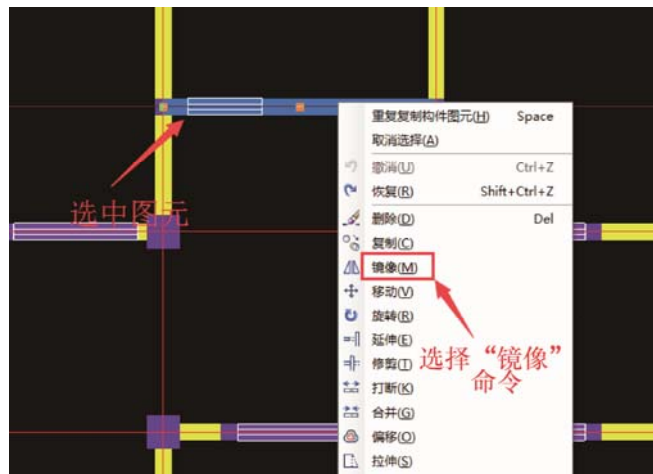 重复复制构件图元(H) Space
取消选择(A)
撤消(U) Ctrl+Z
恢复(R) Shift+Ctrl+Z
删除(D) Del
复制(C)
镜像(M)
移动(V)
旋转(R)
延伸(E)
修剪(T)
打断(K)
合并(G)
偏移(O)
拉伸(S)
选中图元
选择“镜像”
命令